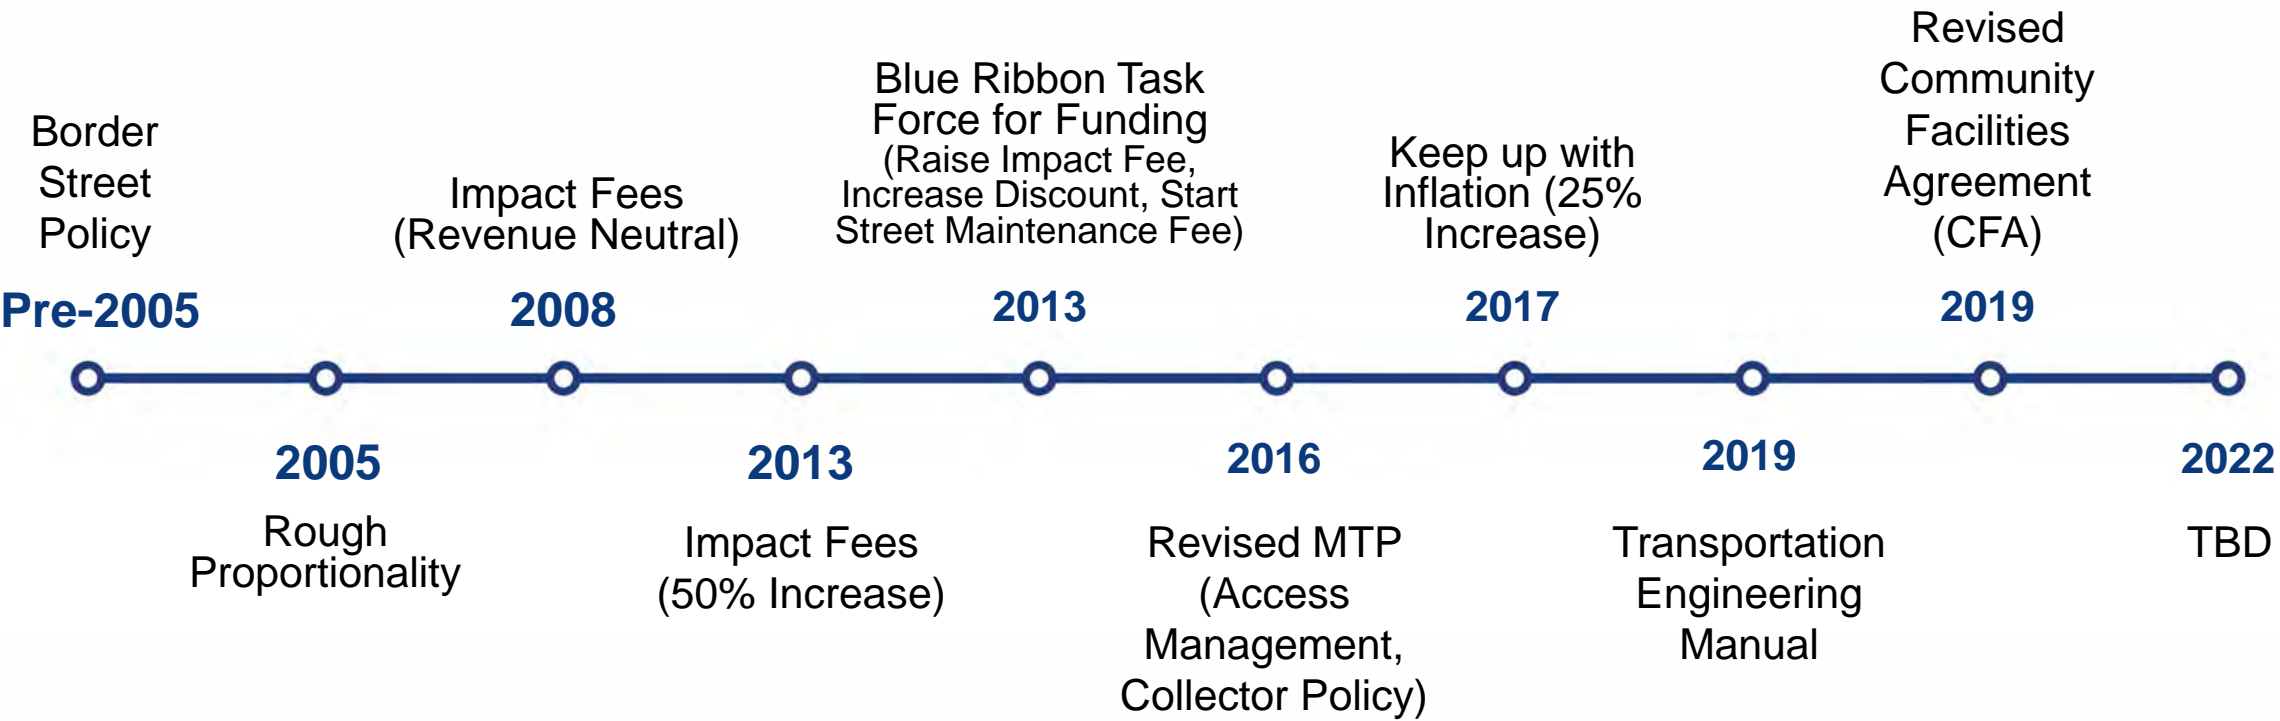 Border
Street
Policy
Pre-2005
2005
Rough
Proportionality
Impact Fees
(Revenue Neutral)
2008
2013
Impact Fees
(50% Increase)
Blue Ribbon Task
Force for Funding
(Raise Impact Fee,
Increase Discount, Start
Street Maintenance Fee)
2013
2016
Revised MTP
(Access
Management,
Collector Policy)
Keep up with
Inflation (25%
Increase)
2017
2019
Transportation
Engineering
Manual
Revised
Community
Facilities
Agreement
(CFA)
2019
2022
TBD